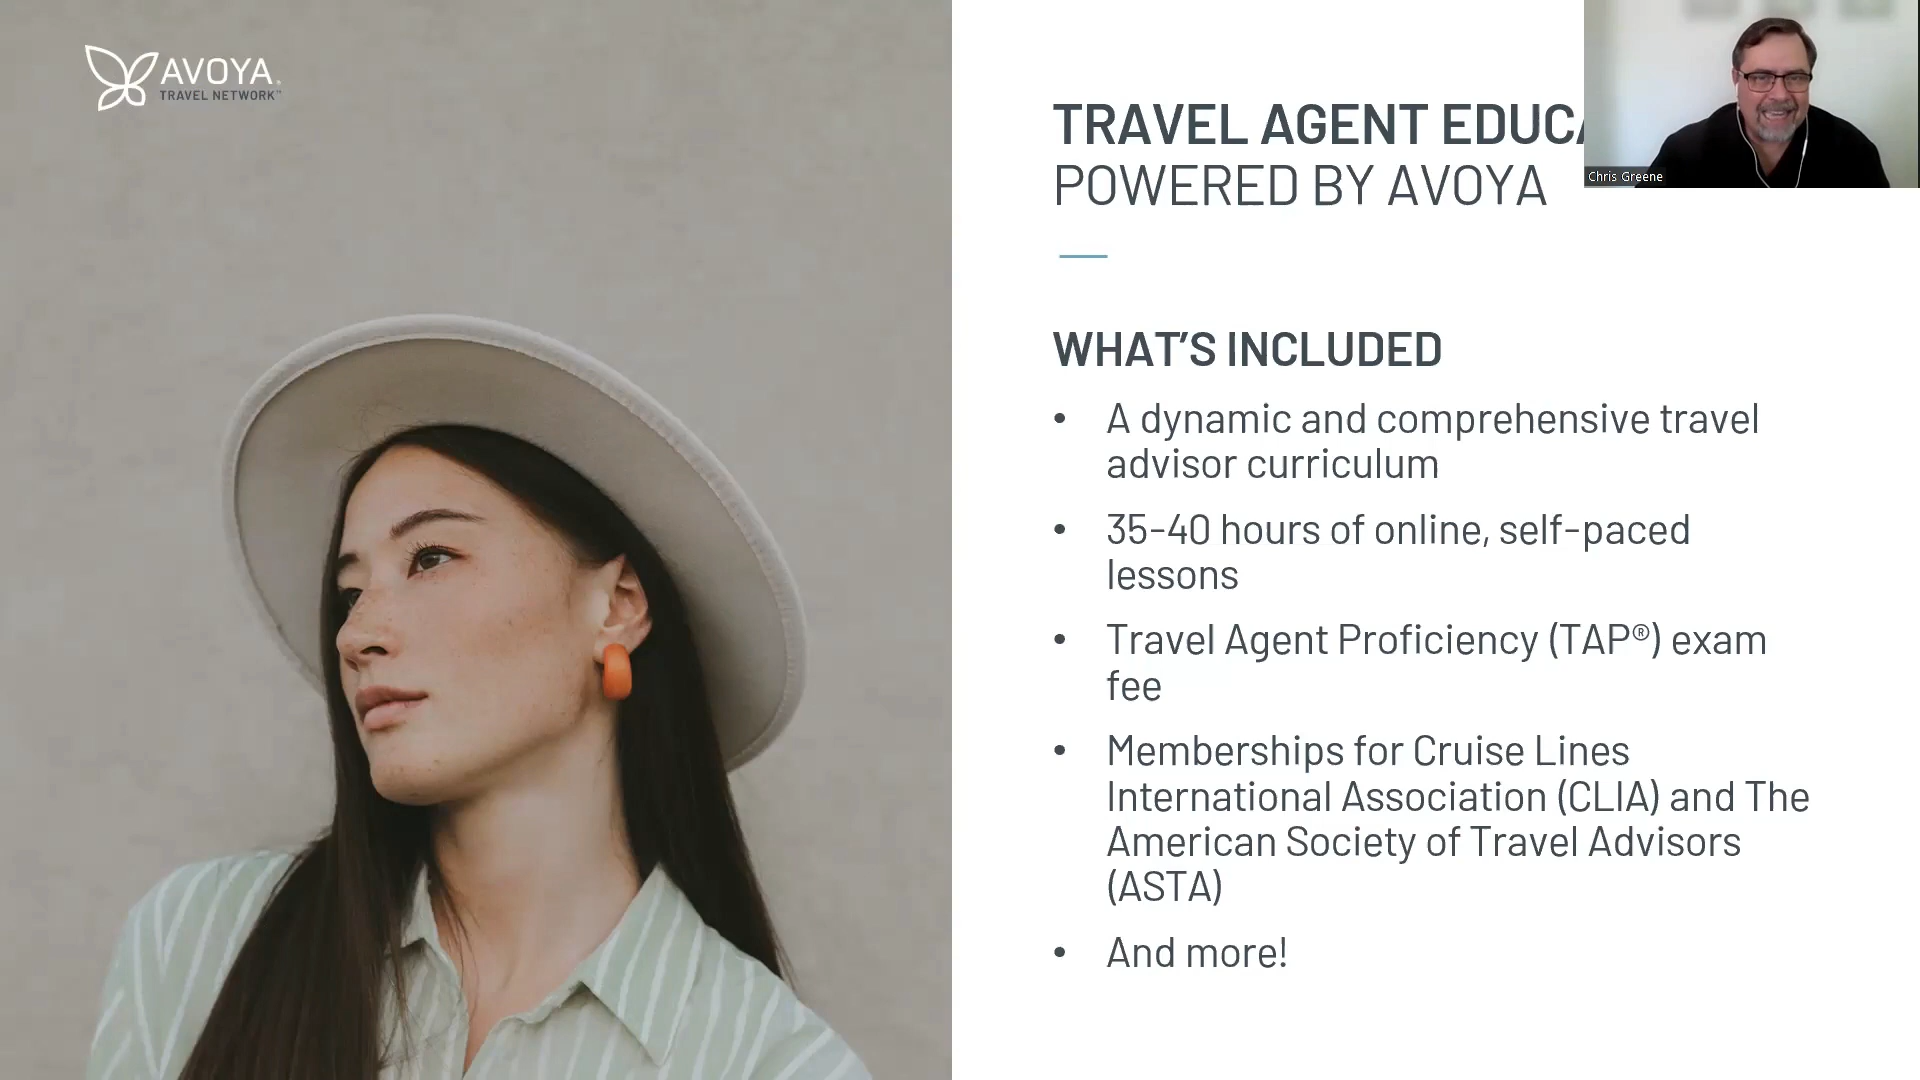 AVOYA
TRAVEL NETWORK™
TRAVEL AGENT EDUCA
POWERED BY AVOYA
Chris Greene
WHAT’S INCLUDED
• A dynamic and comprehensive travel
advisor curriculum
• 35-40 hours of online, self-paced
lessons
• Travel Agent Proficiency (TAP®) exam
fee
• Memberships for Cruise Lines
International Association (CLIA) and The
American Society of Travel Advisors
(ASTA)
• And more!